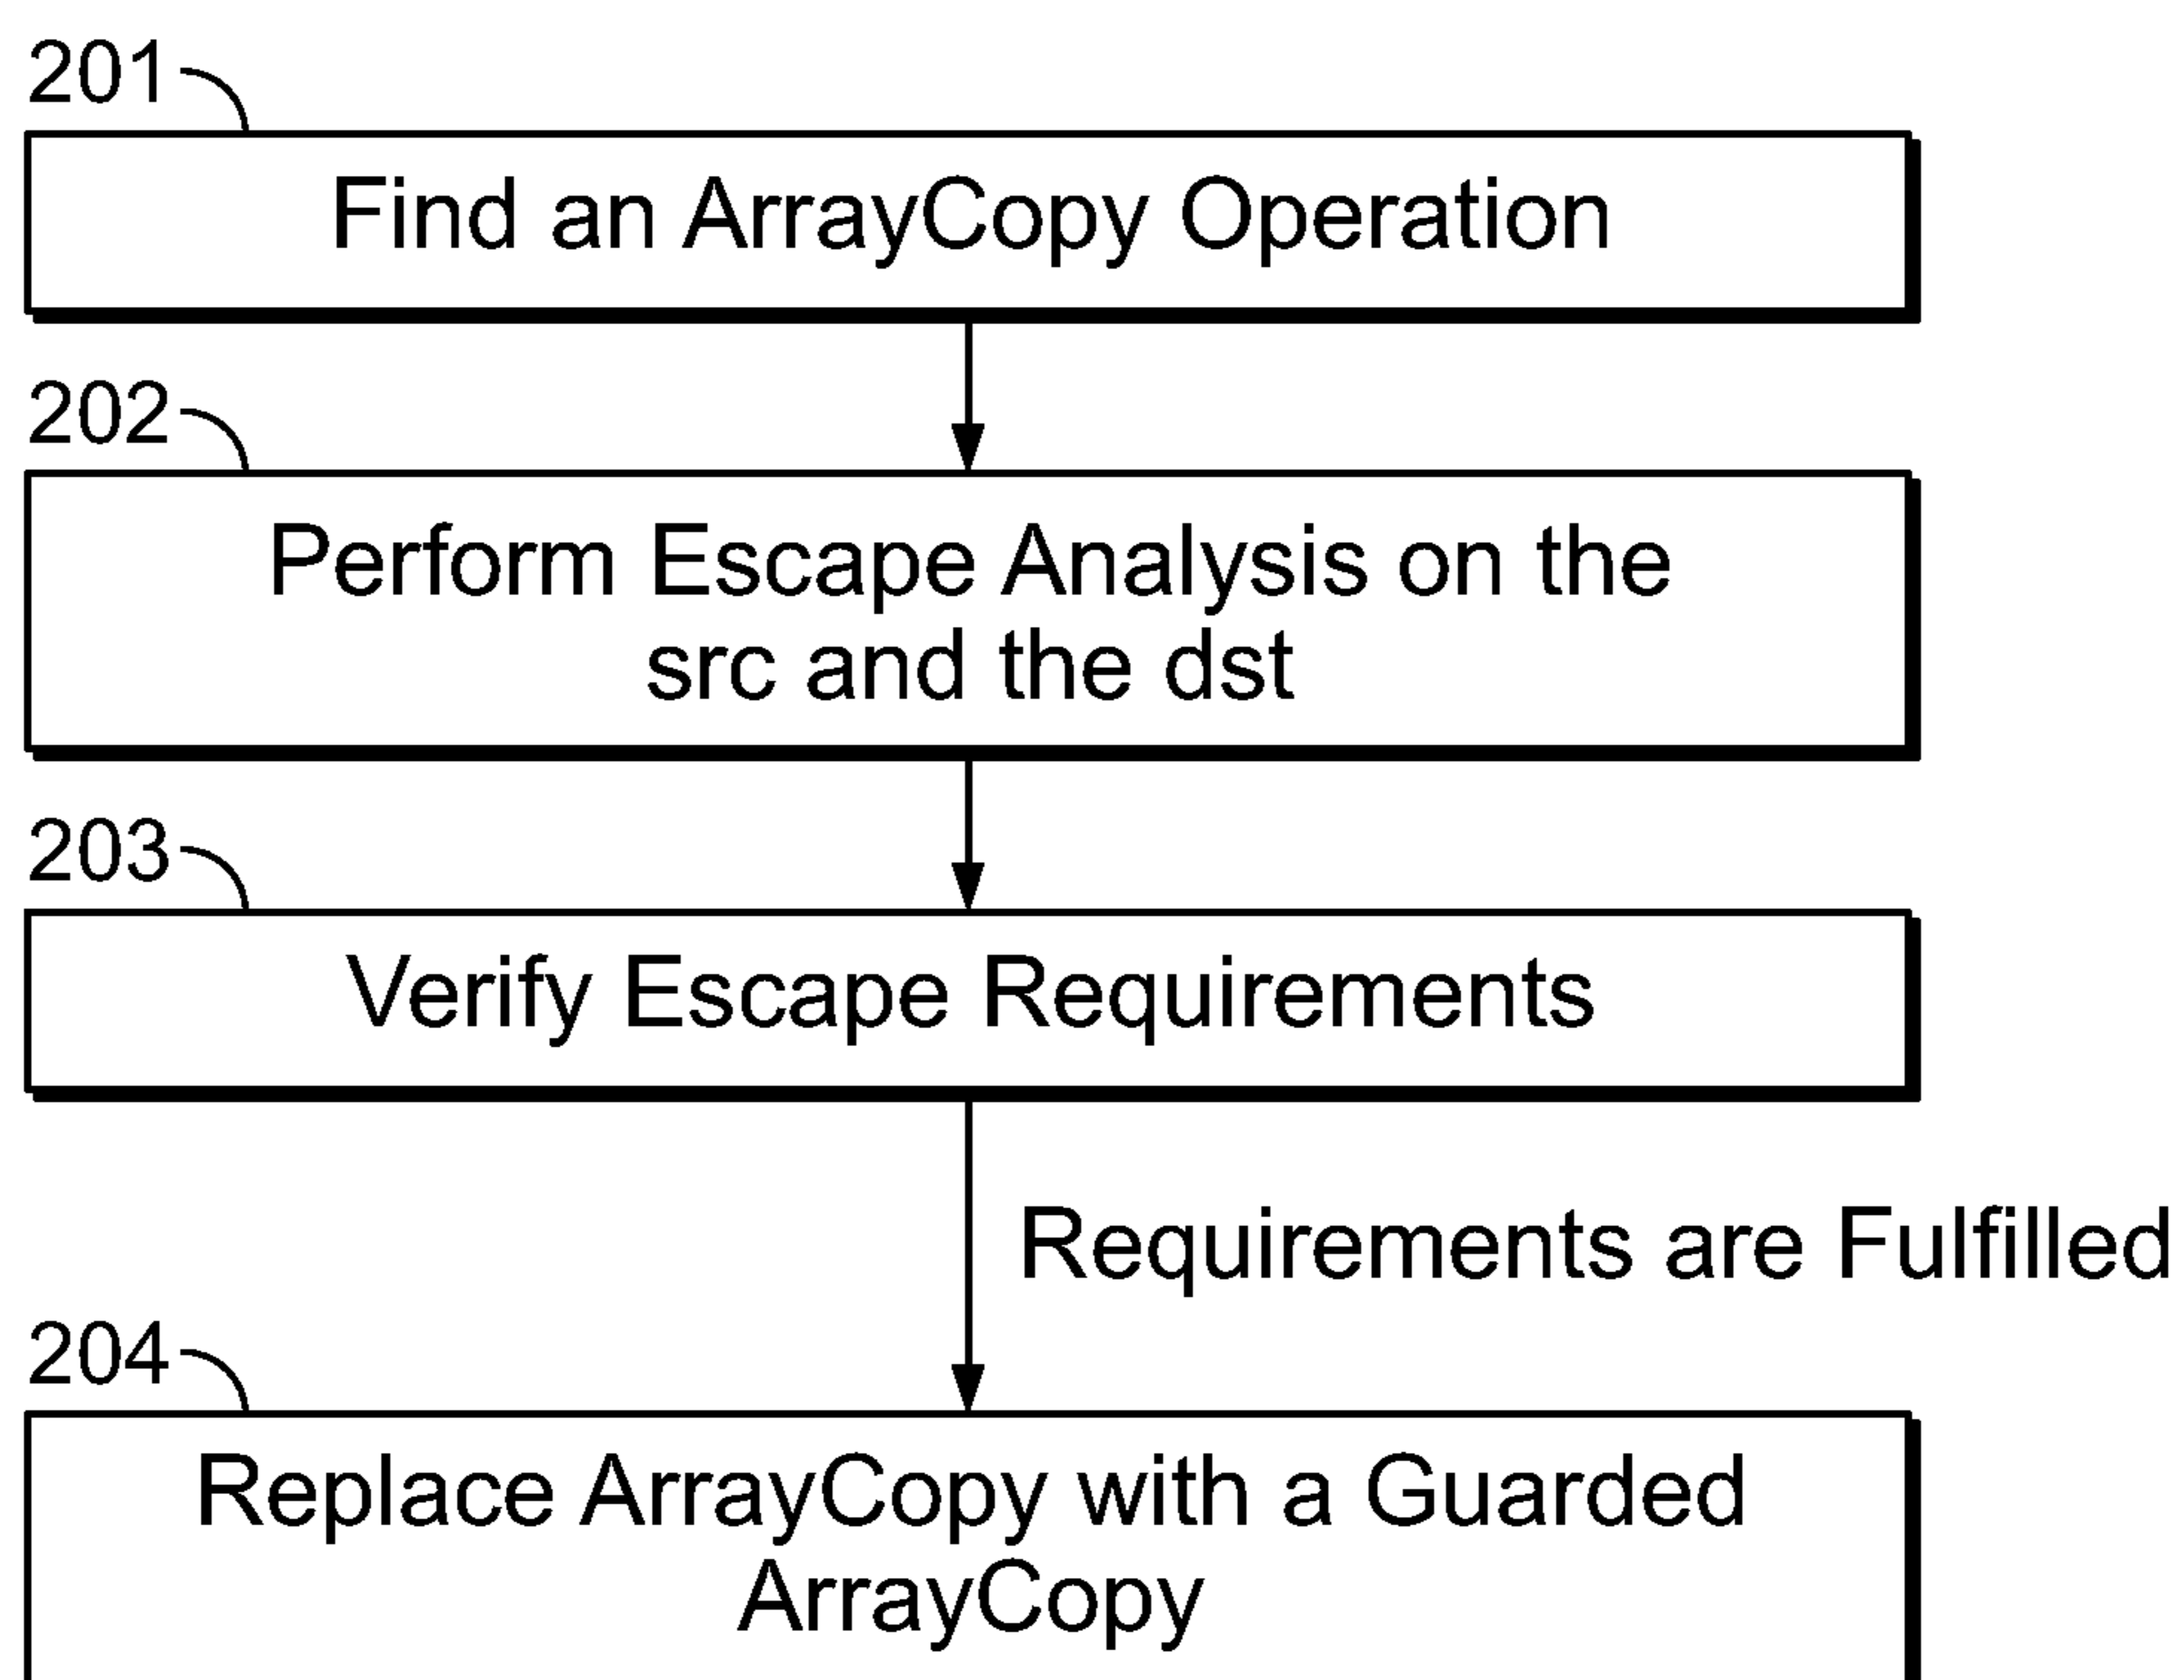 201
Find an ArrayCopy Operation
202
Perform Escape Analysis on the
src and the dst
203
Verify Escape Requirements
Requirements are Fulfilled
204
Replace ArrayCopy with a Guarded
ArrayCopy